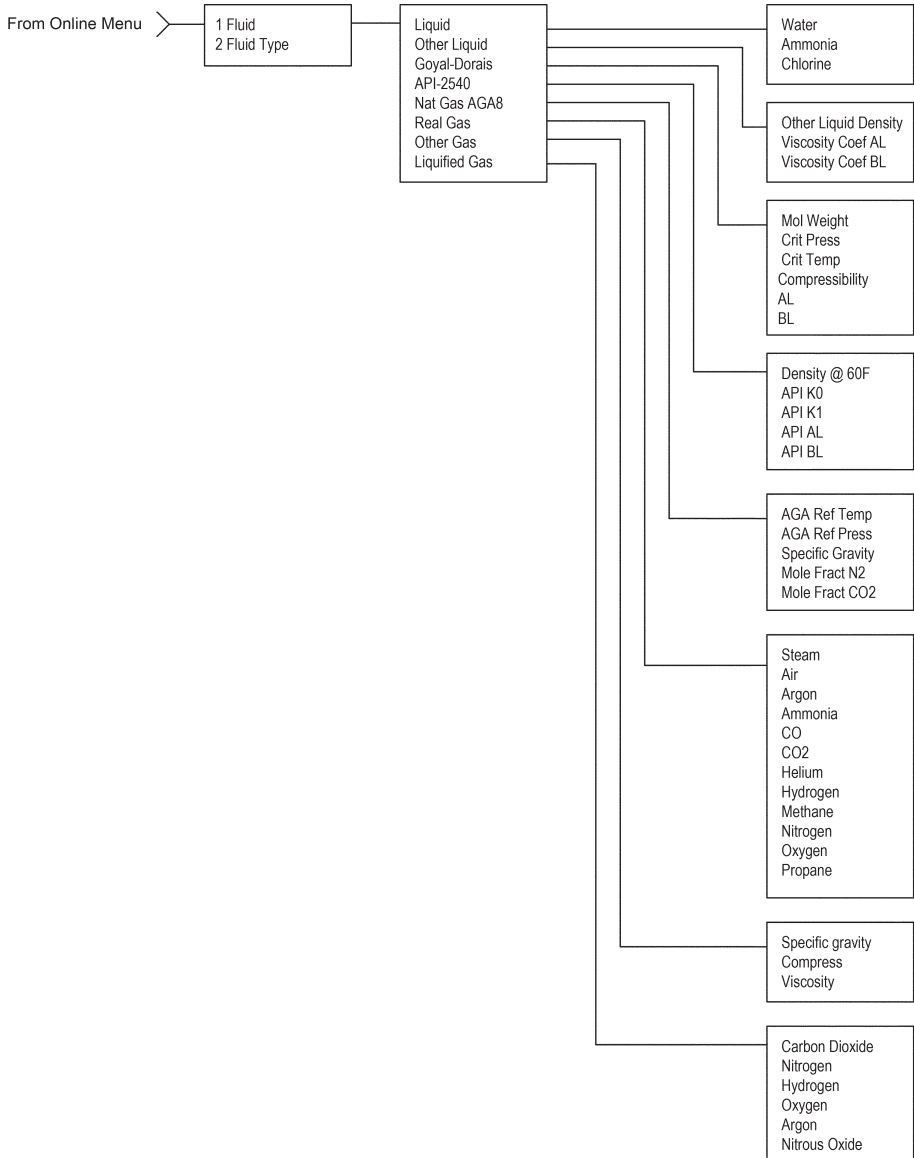 From Online Menu
1 Fluid
2 Fluid Type
Liquid
Other Liquid
Goyal-Dorais
API-2540
Nat Gas AGA8
Real Gas
Other Gas
Liquified Gas
Water
Ammonia
Chlorine
Other Liquid Density
Viscosity Coef AL
Viscosity Coef BL
Mol Weight
Crit Press
Crit Temp
Compressibility
AL
BL
Density @ 60F
API K0
API K1
API AL
API BL
AGA Ref Temp
AGA Ref Press
Specific Gravity
Mole Fract N2
Mole Fract CO2
Steam
Air
Argon
Ammonia
CO
CO2
Helium
Hydrogen
Methane
Nitrogen
Oxygen
Propane
Specific gravity
Compress
Viscosity
Carbon Dioxide
Nitrogen
Hydrogen
Oxygen
Argon
Nitrous Oxide